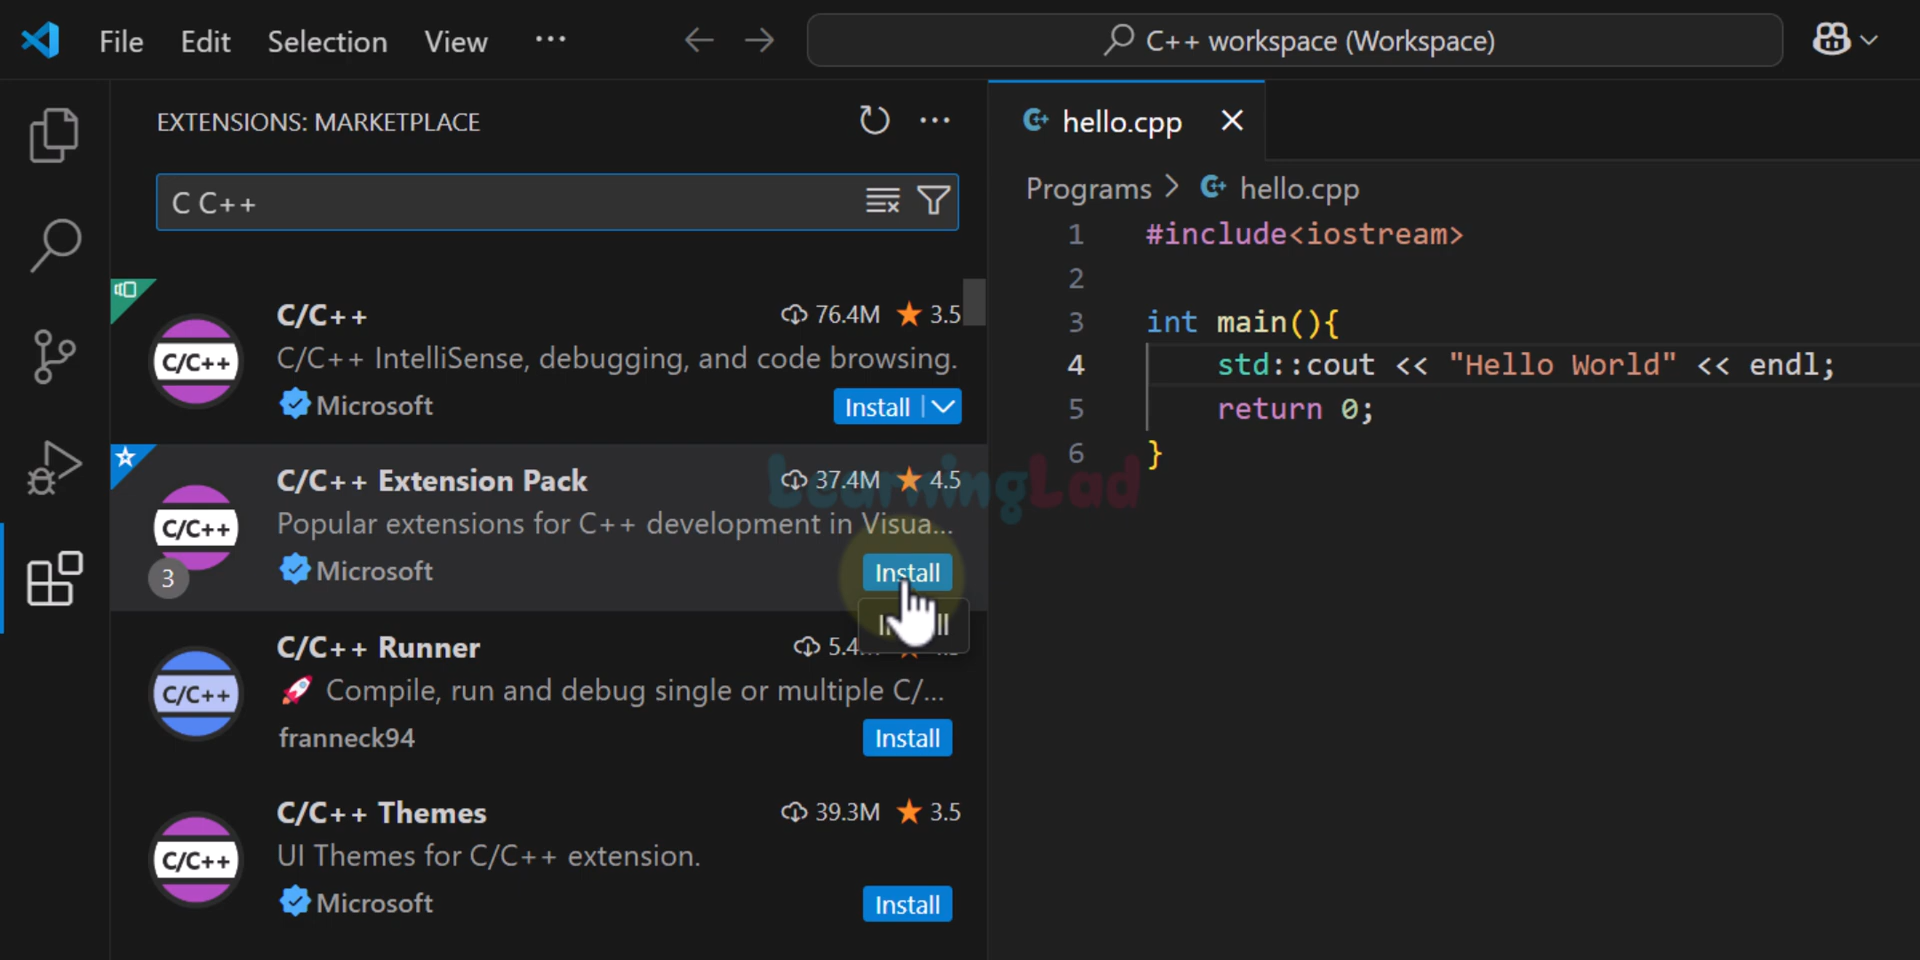 File Edit Selection View ···
C++ workspace (Workspace)
EXTENSIONS: MARKETPLACE
C C++
C/C++ 76.4M 3.5
C/C++ IntelliSense, debugging, and code browsing.
C/C++
Microsoft
Install
C/C++ Extension Pack 37.4M 4.5
Popular extensions for C++ development in Visua...
C/C++
3
Microsoft
Install
C/C++ Runner
🚀 Compile, run and debug single or multiple C/...
C/C++
franneck94
Install
C/C++ Themes 39.3M 3.5
UI Themes for C/C++ extension.
C/C++
Microsoft
Install
hello.cpp
Programs > hello.cpp
1 #include<iostream>
2
3 int main(){
4 std::cout << "Hello World" << endl;
5 return 0;
6 }
LearningLad